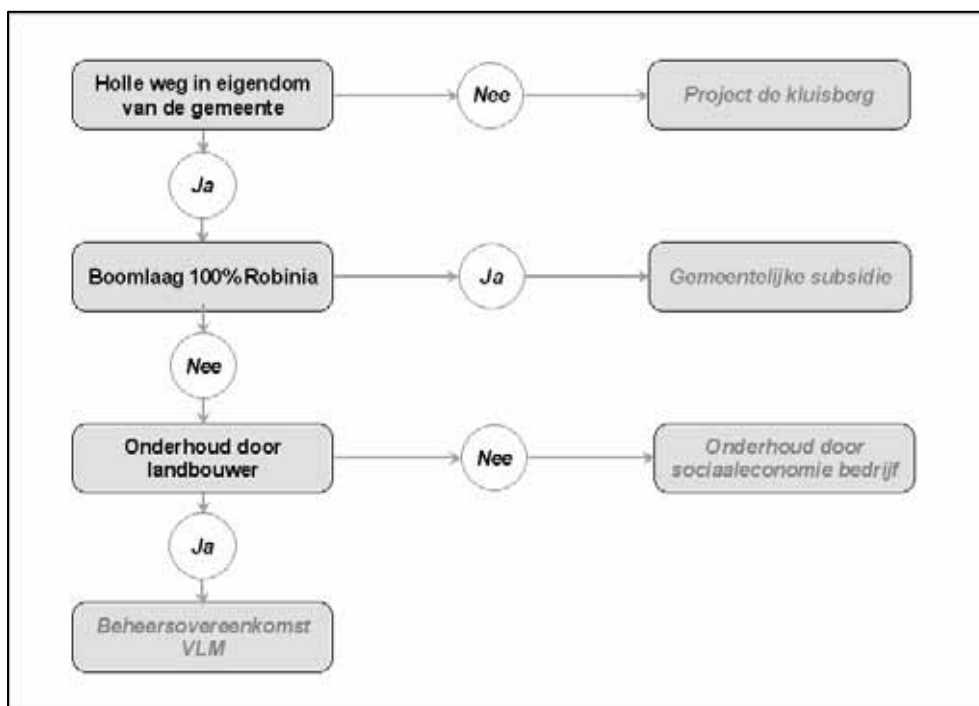 Holle weg in eigendom
van de gemeente
Nee
Project de kluisberg
Ja
Boomlaag 100% Robinia
Ja
Gemeentelijke subsidie
Nee
Onderhoud door
landbouwer
Nee
Onderhoud door
sociaaleconomie bedrijf
Ja
Beheersovereenkomst
VLM